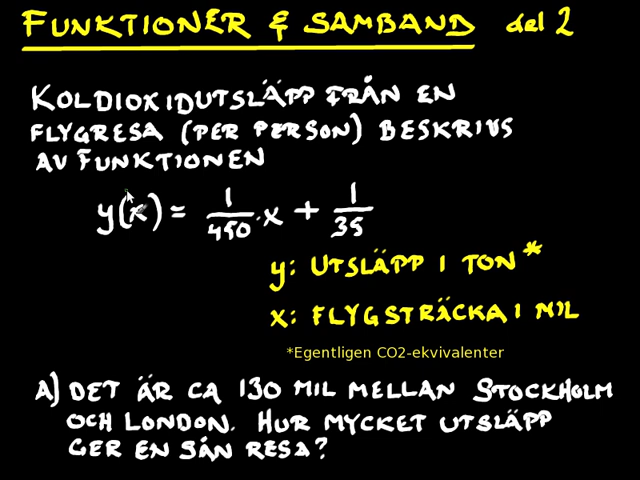 FUNKTIONER & SAMBAND del 2
KOLDIOXIDUTSLÄPP FRÅN EN
FLYGRESA (PER PERSON) BESKRIVS
AV FUNKTIONEN
y(x) = 1/450 · x + 1/35
y: UTSLÄPP I TON*
x: FLYGSTRÄCKA I MIL
*Egentligen CO2-ekvivalenter
A) DET ÄR CA 130 MIL MELLAN STOCKHOLM
OCH LONDON. HUR MYCKET UTSLÄPP
GER EN SÅN RESA?